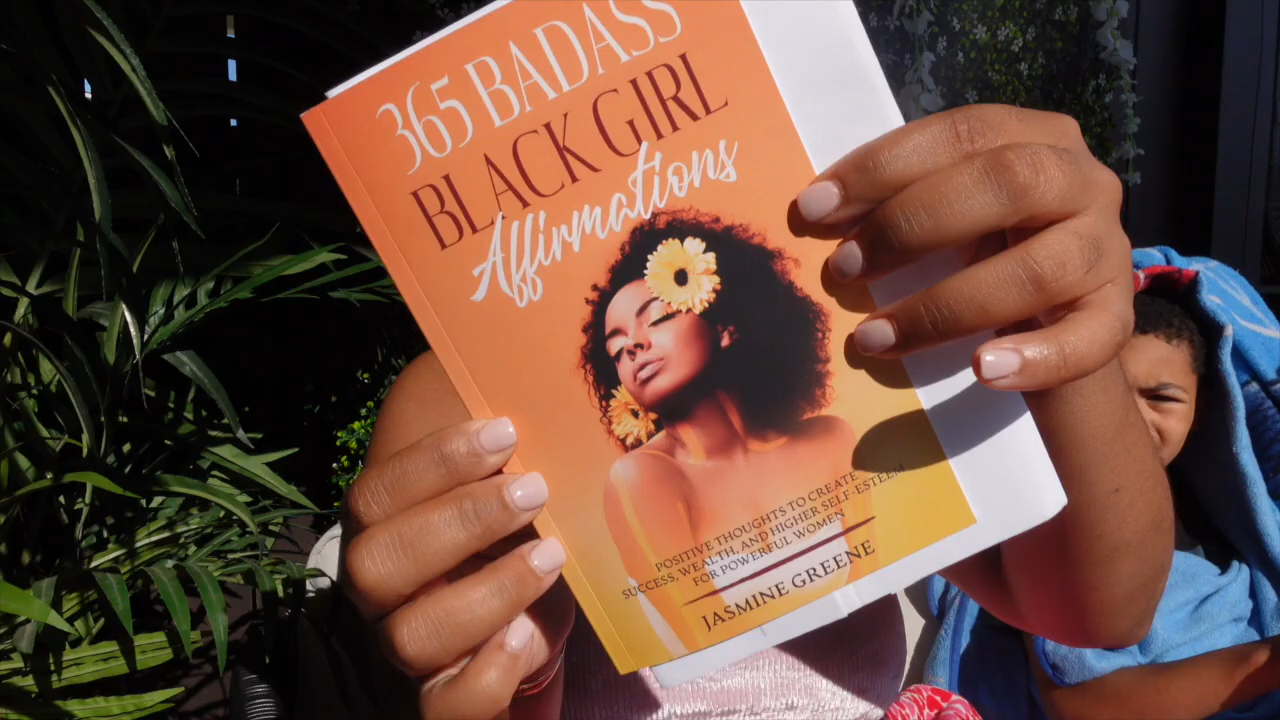 365 BADASS
BLACK GIRL
Affirmations
POSITIVE THOUGHTS TO CREATE
SUCCESS, WEALTH, AND HIGHER SELF-ESTEEM
FOR POWERFUL WOMEN
JASMINE GREENE